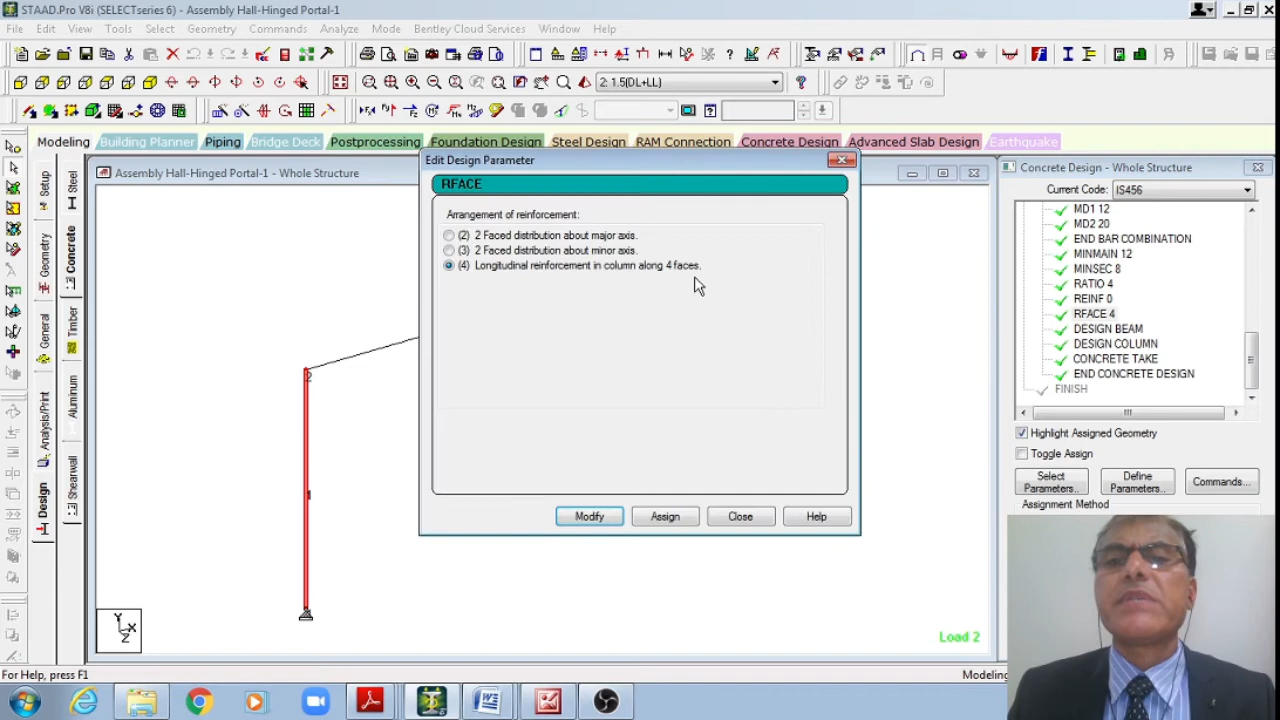 STAAD.Pro V8i (SELECTseries 6) - Assembly Hall-Hinged Portal-1
File Edit View Tools Select Geometry Commands Analyze Mode Bentley Cloud Services Window Help
2: 1.5(DL+LL)
Modeling Building Planner Piping Bridge Deck Postprocessing Foundation Design Steel Design RAM Connection Concrete Design Advanced Slab Design Earthquake
Setup
Geometry
General
Analysis/Print
Design
Steel
Concrete
Timber
Aluminum
Shearwall
Assembly Hall-Hinged Portal-1 - Whole Structure
2
1
Y
X
Z
Load 2
Edit Design Parameter
RFACE
Arrangement of reinforcement:
(2) 2 Faced distribution about major axis.
(3) 2 Faced distribution about minor axis.
(4) Longitudinal reinforcement in column along 4 faces.
Modify Assign Close Help
Concrete Design - Whole Structure
Current Code: IS456
MD1 12
MD2 20
END BAR COMBINATION
MINMAIN 12
MINSEC 8
RATIO 4
REINF 0
RFACE 4
DESIGN BEAM
DESIGN COLUMN
CONCRETE TAKE
END CONCRETE DESIGN
FINISH
Highlight Assigned Geometry
Toggle Assign
Select Parameters..
Define Parameters..
Commands...
Assignment Method
For Help, press F1
Modeling